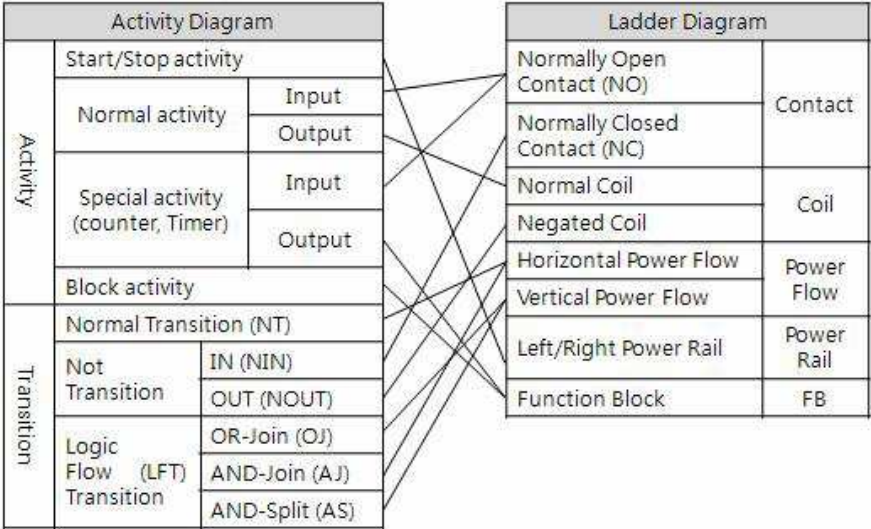 Activity Diagram
Activity
Start/Stop activity
Normal activity
Input
Output
Special activity
(counter, Timer)
Input
Output
Block activity
Transition
Normal Transition (NT)
Not
Transition
IN (NIN)
OUT (NOUT)
Logic
Flow (LFT)
Transition
OR-Join (OJ)
AND-Join (AJ)
AND-Split (AS)
Ladder Diagram
Normally Open
Contact (NO)
Normally Closed
Contact (NC)
Contact
Normal Coil
Negated Coil
Coil
Horizontal Power Flow
Vertical Power Flow
Power
Flow
Left/Right Power Rail
Power
Rail
Function Block
FB